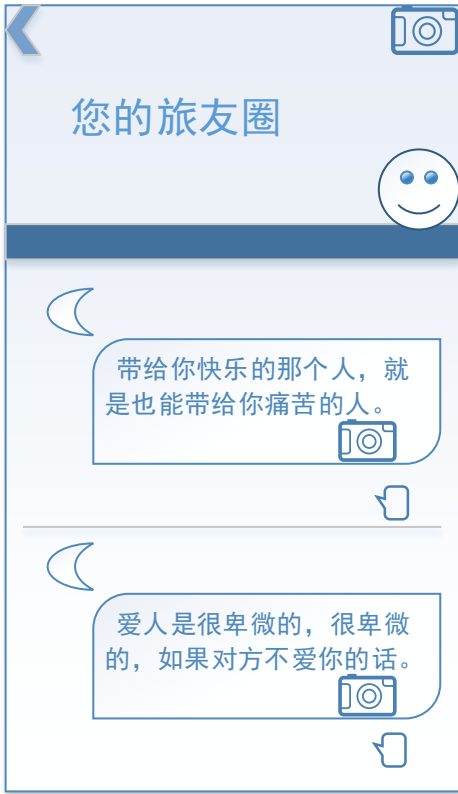 您的旅友圈
带给你快乐的那个人，就
是也能带给你痛苦的人。
爱人是很卑微的，很卑微
的，如果对方不爱你的话。